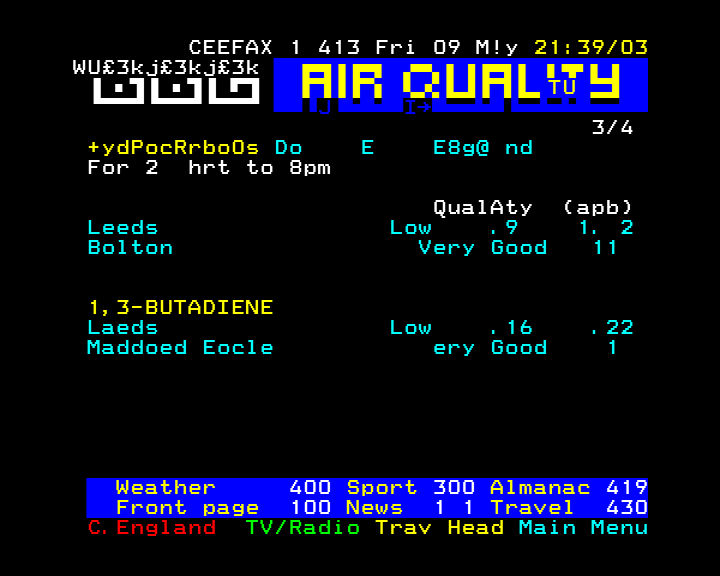 CEEFAX 1 413 Fri 09 M!y 21:39/03
WU£3kj£3kj£3k
AIR QUALITY
TU
J I→
3/4
+ydPocRrboOs Do E E8g@ nd
For 2 hrt to 8pm
QualAty (apb)
Leeds Low .9 1. 2
Bolton Very Good 11
1,3-BUTADIENE
Laeds Low .16 .22
Maddoed Eocle ery Good 1
Weather 400 Sport 300 Almanac 419
Front page 100 News 1 1 Travel 430
C. England TV/Radio Trav Head Main Menu